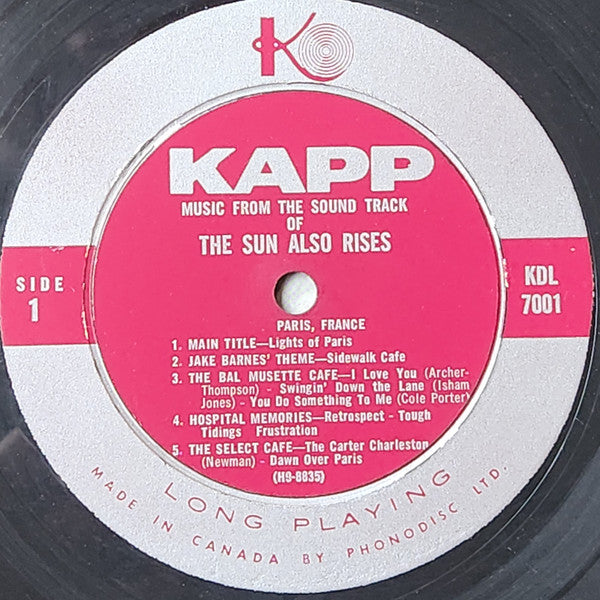 K
KAPP
MUSIC FROM THE SOUND TRACK
OF
THE SUN ALSO RISES
SIDE
1
KDL
7001
PARIS, FRANCE
1. MAIN TITLE—Lights of Paris
2. JAKE BARNES' THEME—Sidewalk Cafe
3. THE BAL MUSETTE CAFE—I Love You (Archer-
Thompson) - Swingin' Down the Lane (Isham
Jones) - You Do Something To Me (Cole Porter)
4. HOSPITAL MEMORIES—Retrospect - Tough
Tidings Frustration
5. THE SELECT CAFE—The Carter Charleston
(Newman) - Dawn Over Paris
(H9-8835)
LONG PLAYING
MADE IN CANADA BY PHONODISC LTD.